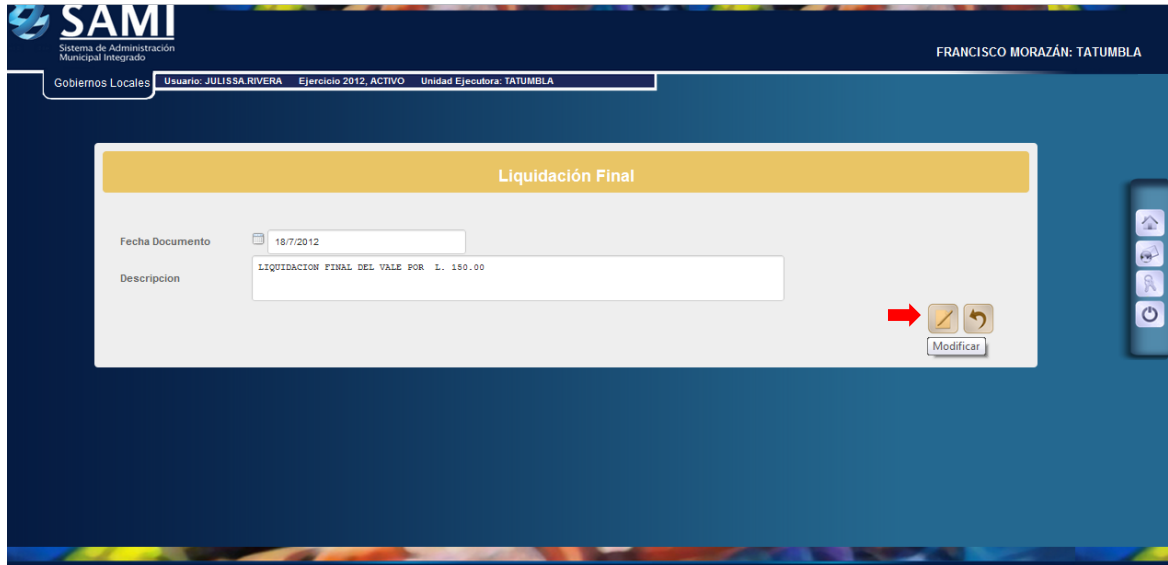 SAMI
Sistema de Administración
Municipal Integrado
FRANCISCO MORAZÁN: TATUMBLA
Gobiernos Locales
Usuario: JULISSA.RIVERA Ejercicio 2012, ACTIVO Unidad Ejecutora: TATUMBLA
Liquidación Final
Fecha Documento 18/7/2012
Descripcion LIQUIDACION FINAL DEL VALE POR L. 150.00
Modificar